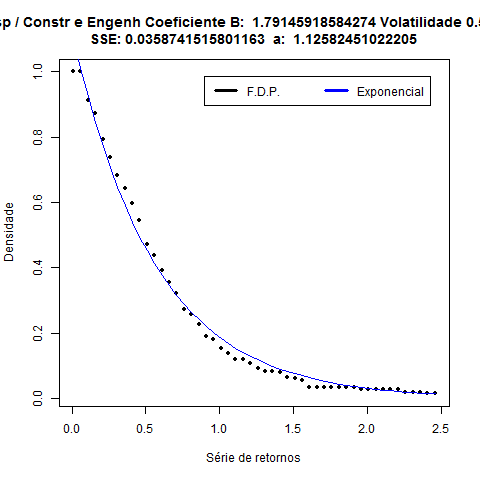 sp / Constr e Engenh Coeficiente B:  1.79145918584274 Volatilidade 0.5
SSE: 0.0358741515801163  a:  1.12582451022205
F.D.P.
Exponencial
1.0
0.8
0.6
0.4
0.2
0.0
Densidade
0.0 0.5 1.0 1.5 2.0 2.5
Série de retornos